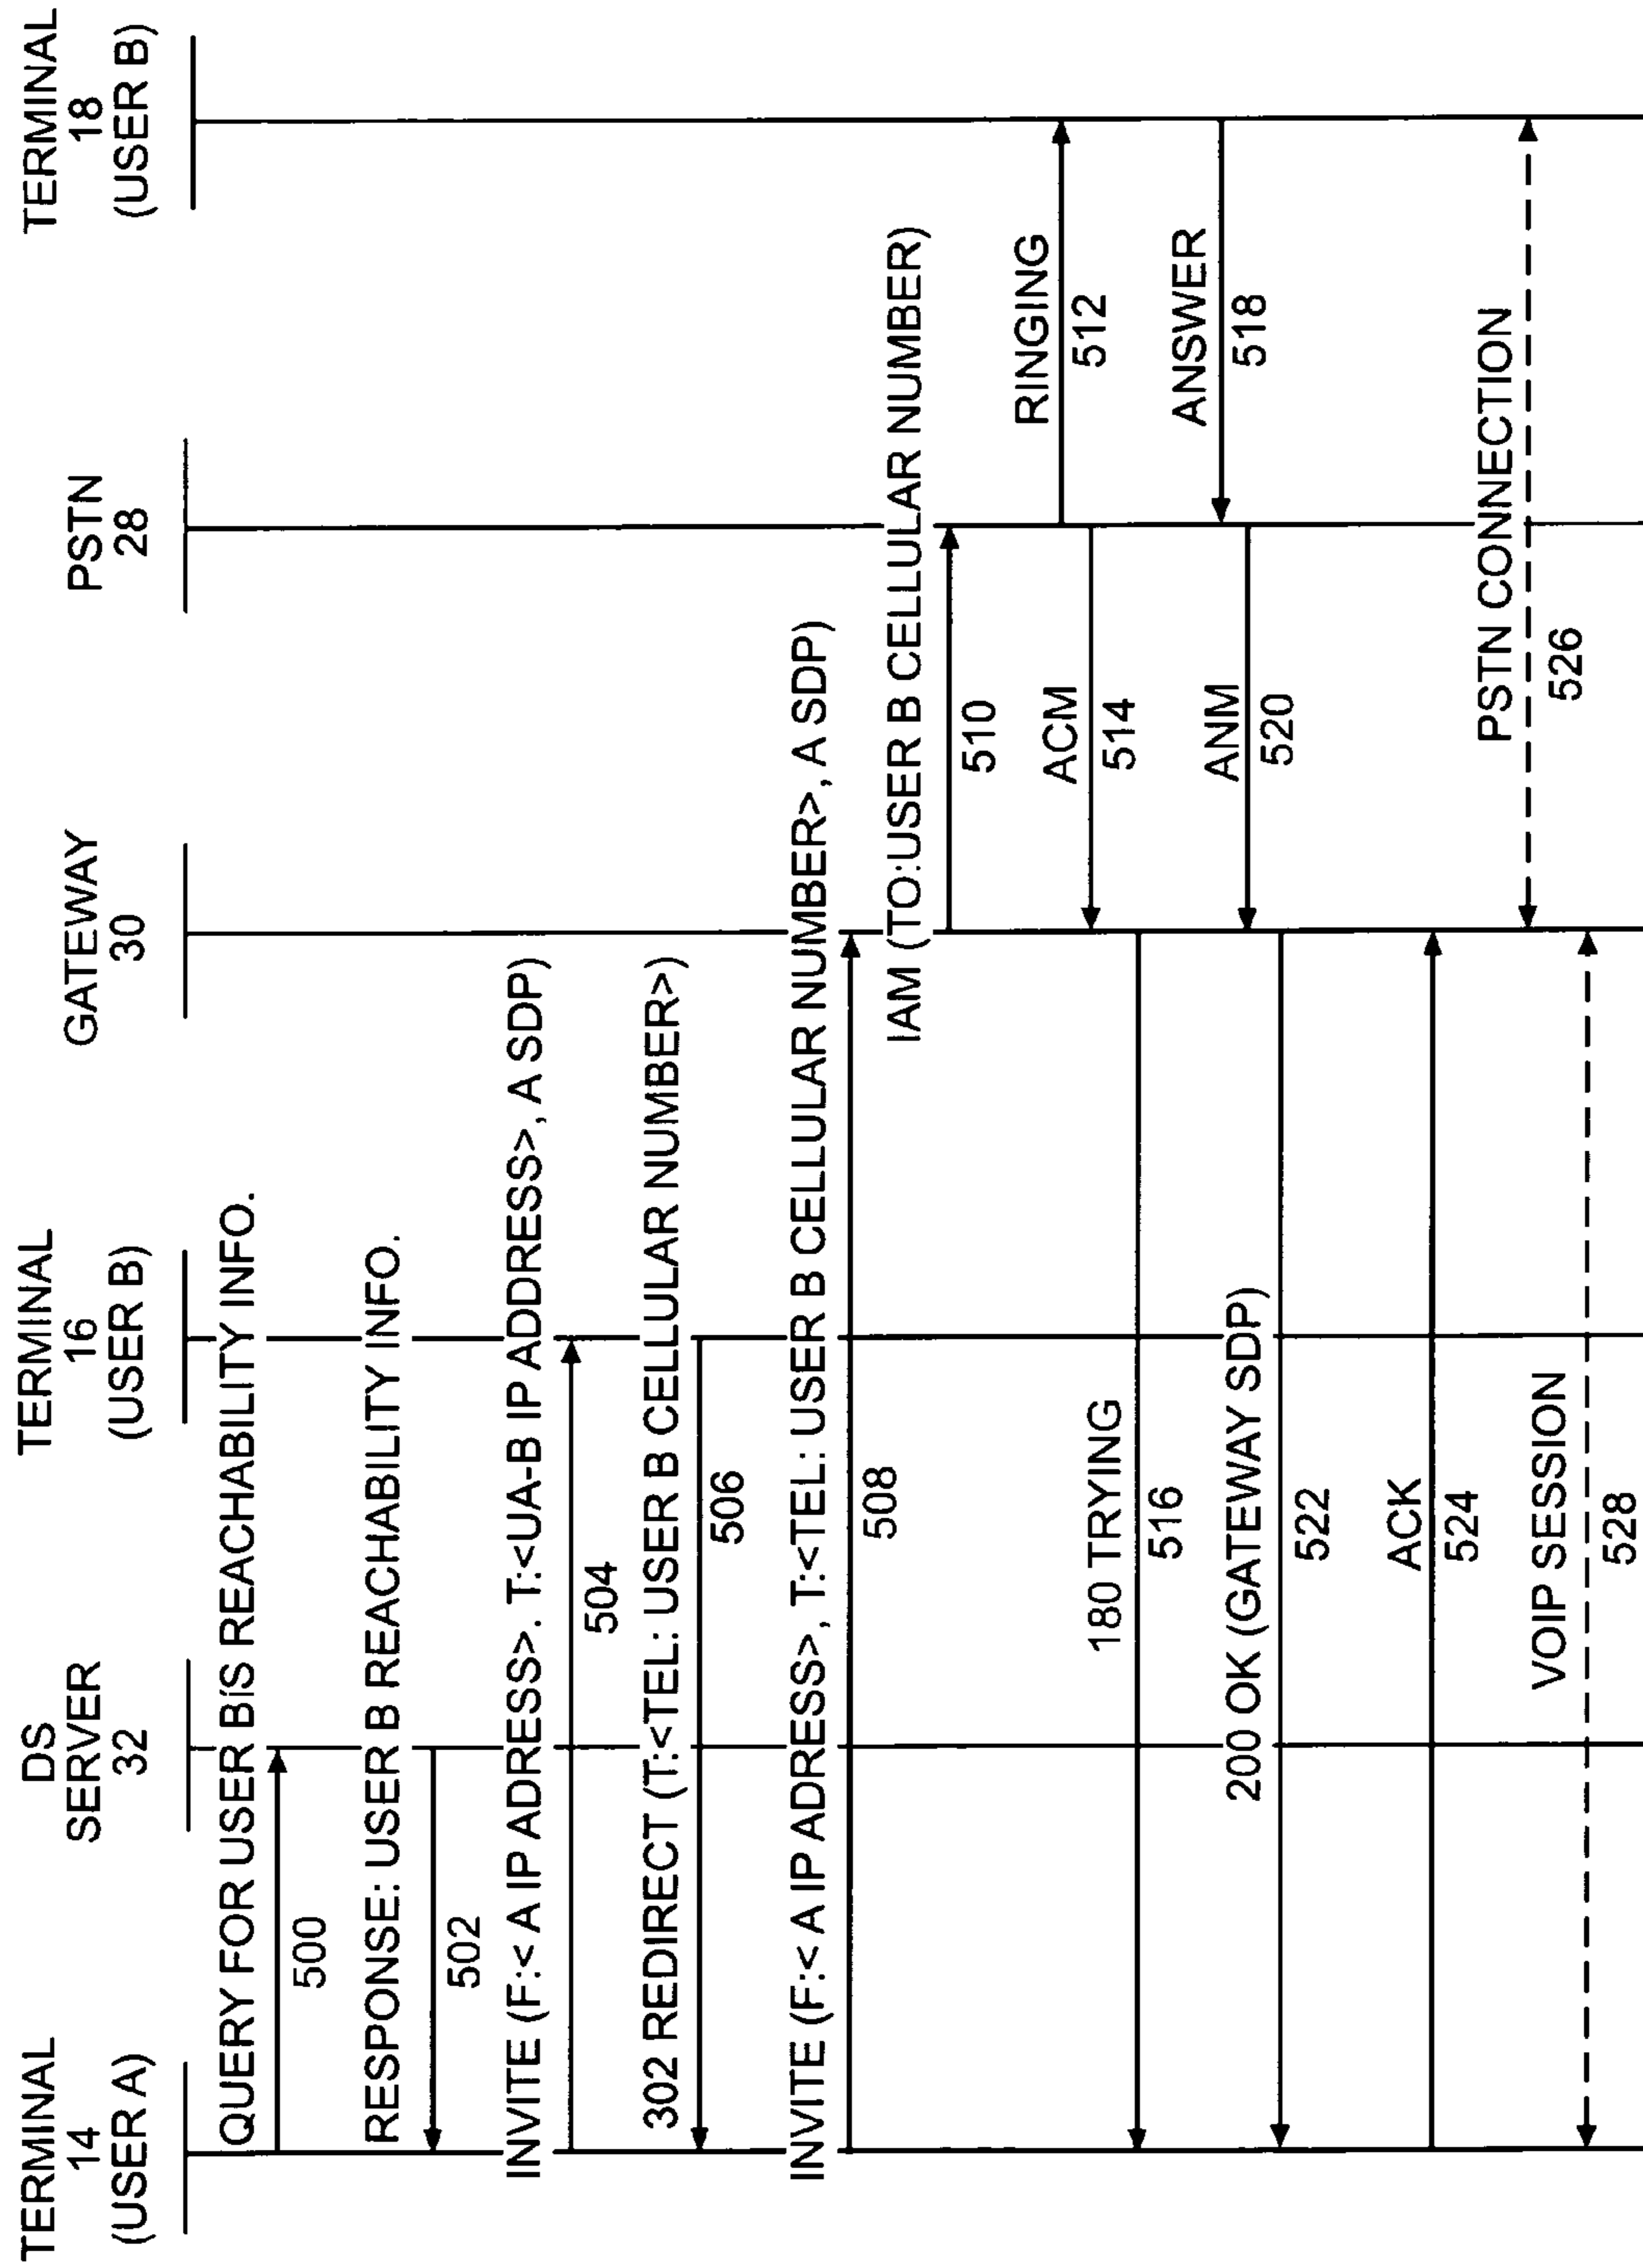 TERMINAL
14
(USER A)
DS
SERVER
32
TERMINAL
16
(USER B)
GATEWAY
30
PSTN
28
TERMINAL
18
(USER B)
QUERY FOR USER BíS REACHABILITY INFO.
500
RESPONSE: USER B REACHABILITY INFO.
502
INVITE (F:< A IP ADRESS>. T:<UA-B IP ADDRESS>, A SDP)
504
302 REDIRECT (T:<TEL: USER B CELLULAR NUMBER>)
506
INVITE (F:< A IP ADRESS>, T:<TEL: USER B CELLULAR NUMBER>, A SDP)
508
IAM (TO:USER B CELLULAR NUMBER)
510
RINGING
512
ACM
514
180 TRYING
516
ANSWER
518
ANM
520
200 OK (GATEWAY SDP)
522
ACK
524
PSTN CONNECTION
526
VOIP SESSION
528